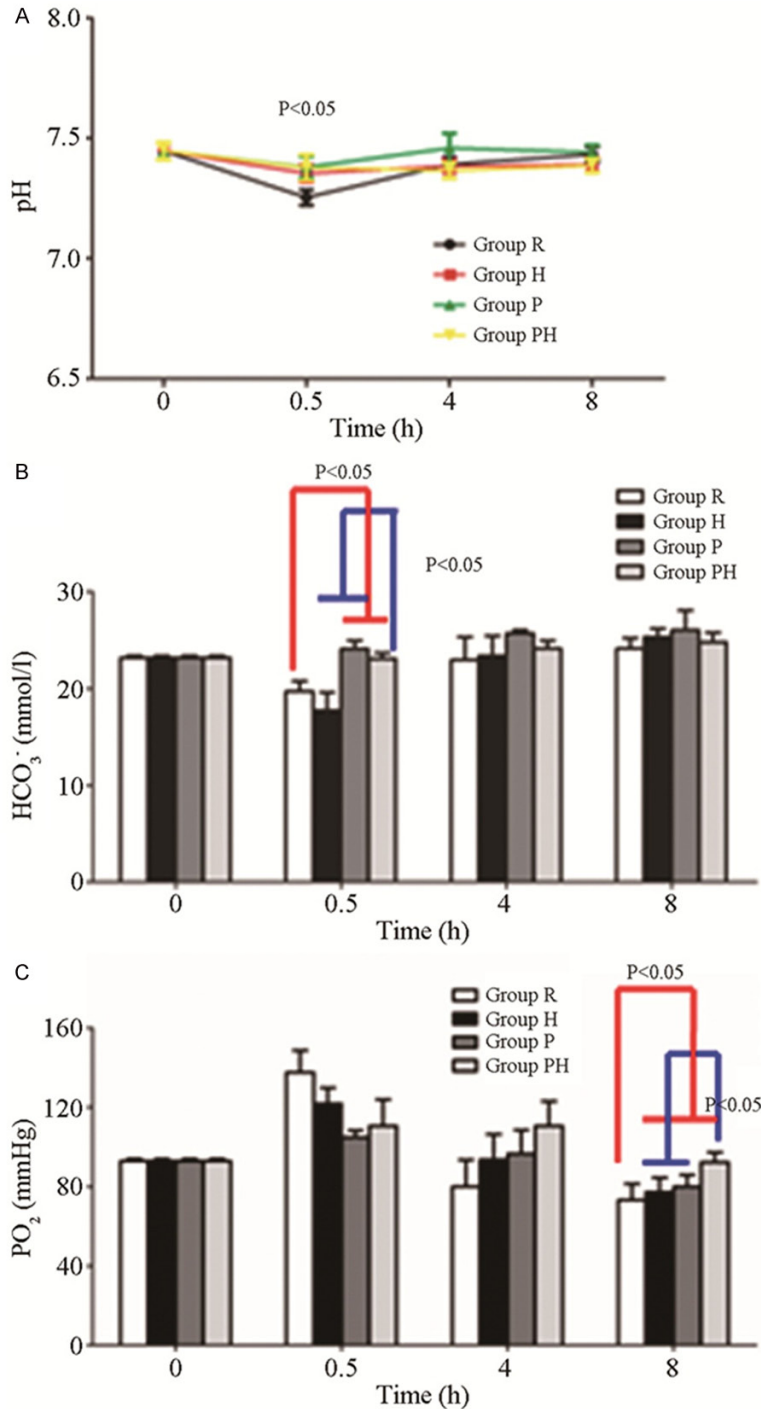 A
8.0
P<0.05
7.5
pH
7.0
Group R
Group H
Group P
Group PH
6.5
0 0.5 4 8
Time (h)
B
P<0.05
Group R
Group H
Group P
Group PH
P<0.05
30
20
HCO3- (mmol/l)
10
0
0 0.5 4 8
Time (h)
C
P<0.05
Group R
Group H
Group P
Group PH
160
120
P<0.05
80
PO2 (mmHg)
40
0
0 0.5 4 8
Time (h)